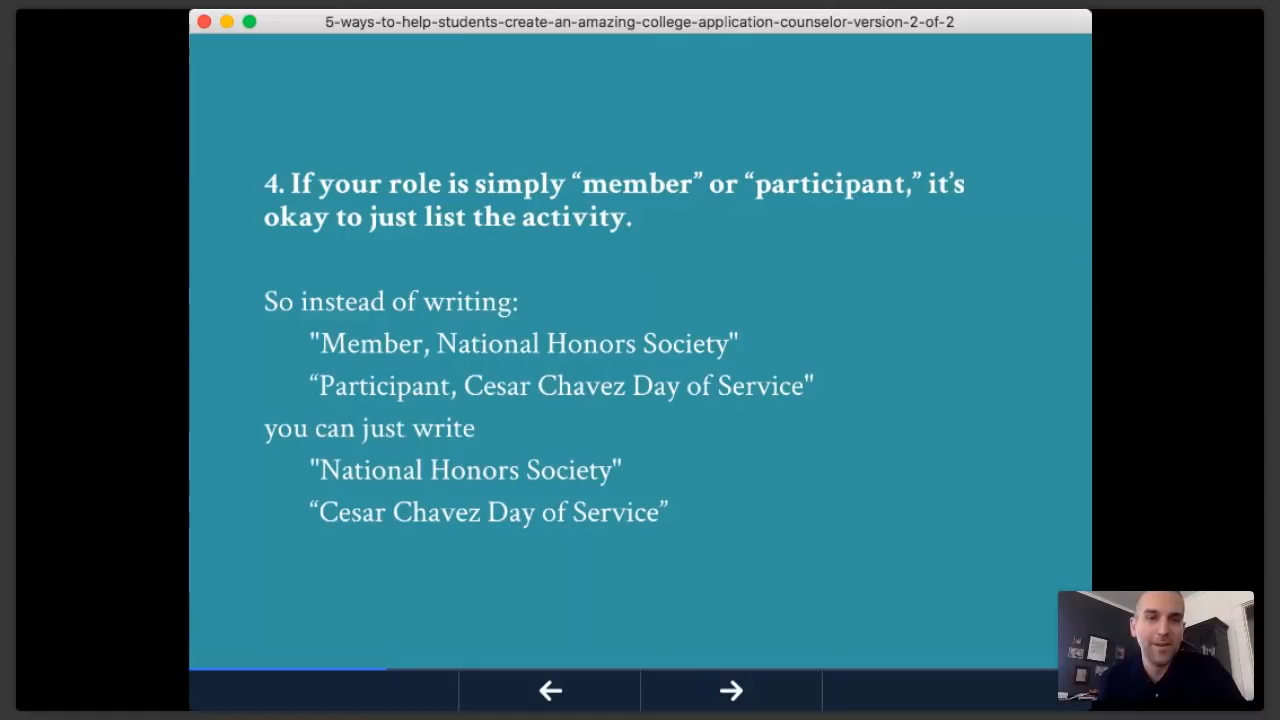 5-ways-to-help-students-create-an-amazing-college-application-counselor-version-2-of-2
4. If your role is simply “member” or “participant,” it’s
okay to just list the activity.
So instead of writing:
"Member, National Honors Society"
“Participant, Cesar Chavez Day of Service"
you can just write
"National Honors Society"
“Cesar Chavez Day of Service”